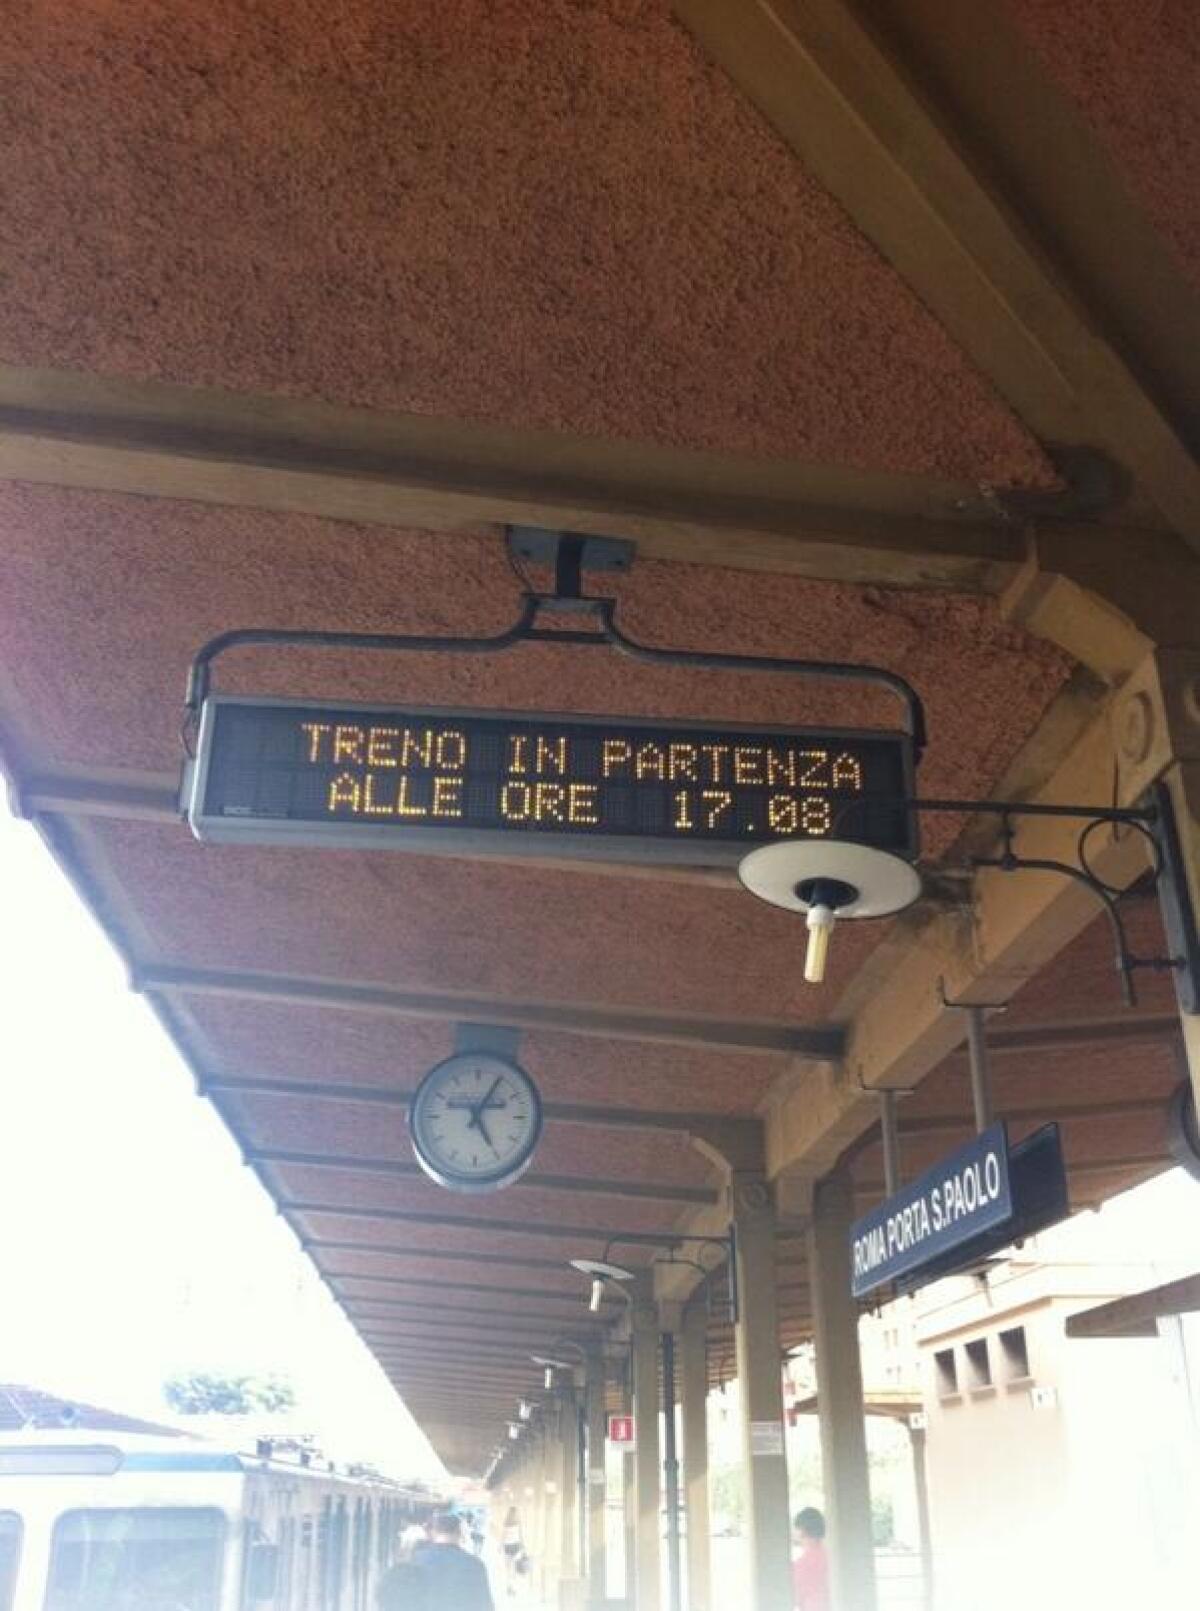 TRENO IN PARTENZA
ALLE ORE 17.08
ROMA PORTA S.PAOLO